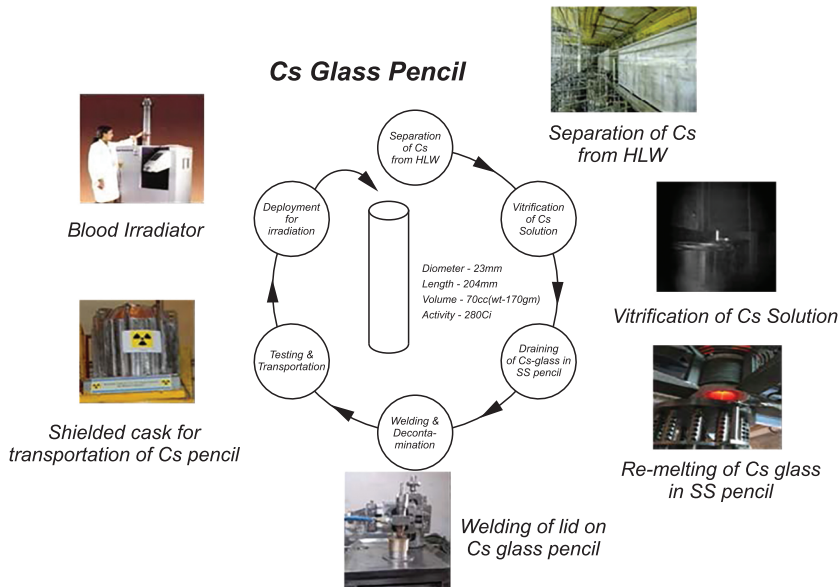 Cs Glass Pencil
Separation
of Cs
from HLW
Vitrification
of Cs
Solution
Draining
of Cs-glass in
SS pencil
Welding &
Deconta-
mination
Testing &
Transportation
Deployment
for
irradiation
Diameter - 23mm
Length - 204mm
Volume - 70cc(wt-170gm)
Activity - 280Ci
Separation of Cs
from HLW
Vitrification of Cs Solution
Re-melting of Cs glass
in SS pencil
Welding of lid on
Cs glass pencil
Shielded cask for
transportation of Cs pencil
Blood Irradiator